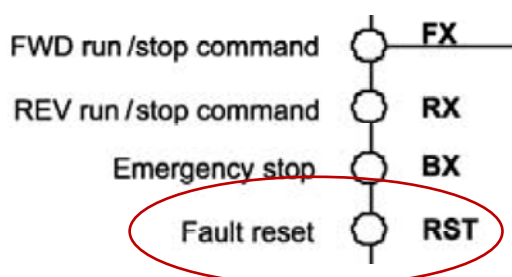 FWD run/stop command FX
REV run/stop command RX
Emergency stop BX
Fault reset RST